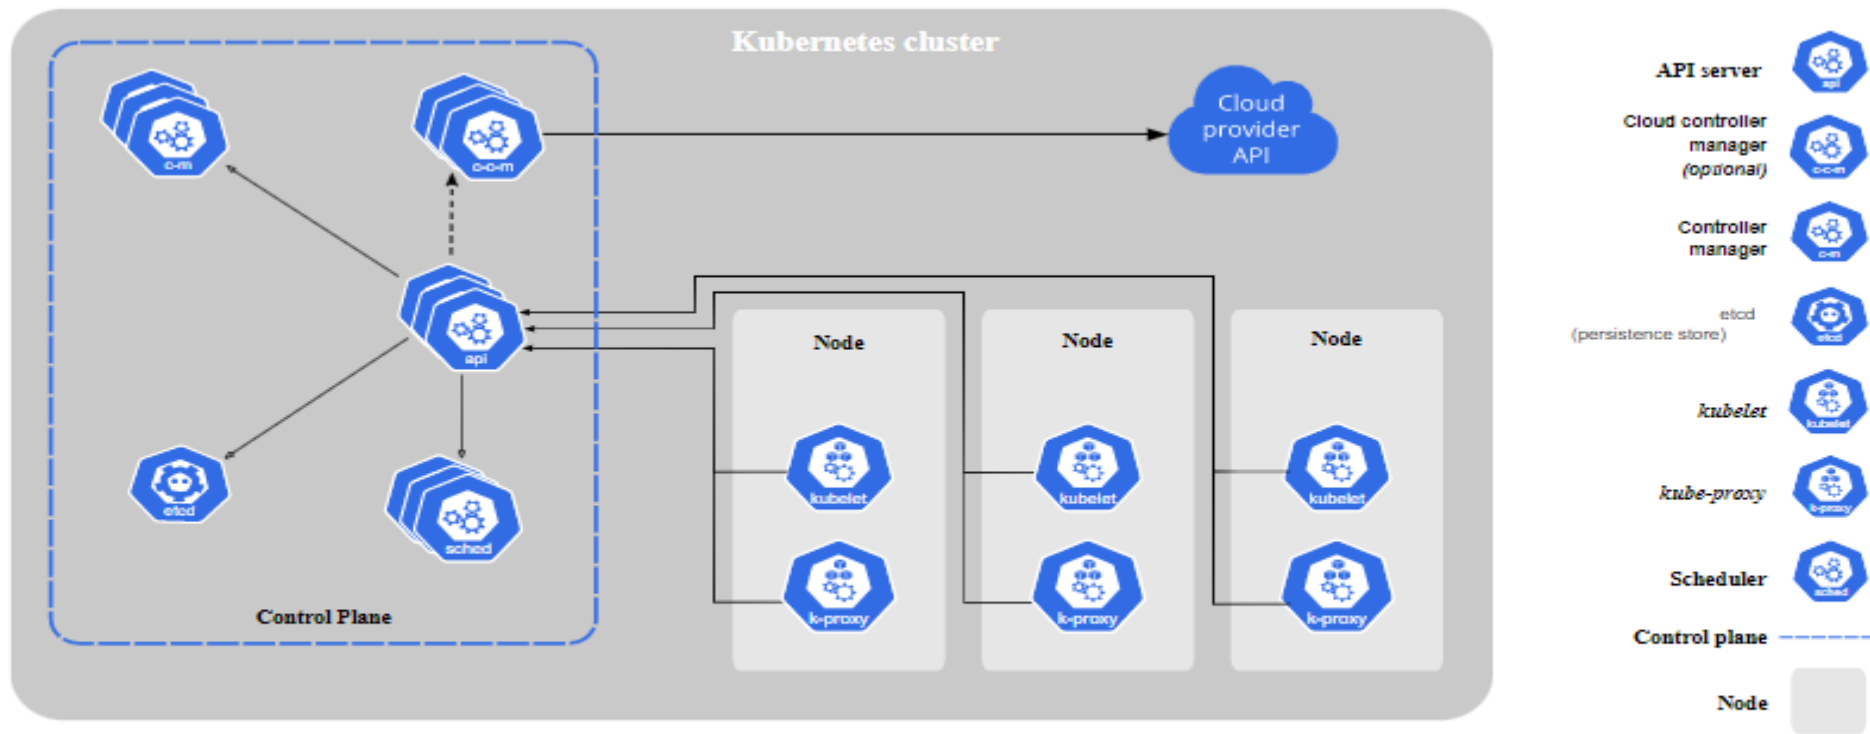 Kubernetes cluster
c-m
c-c-m
Cloud
provider
API
api
etcd
sched
Control Plane
Node
kubelet
k-proxy
Node
kubelet
k-proxy
Node
kubelet
k-proxy
API server
api
Cloud controller
manager
(optional)
c-c-m
Controller
manager
c-m
etcd
(persistence store)
etcd
kubelet
kubelet
kube-proxy
k-proxy
Scheduler
sched
Control plane
Node